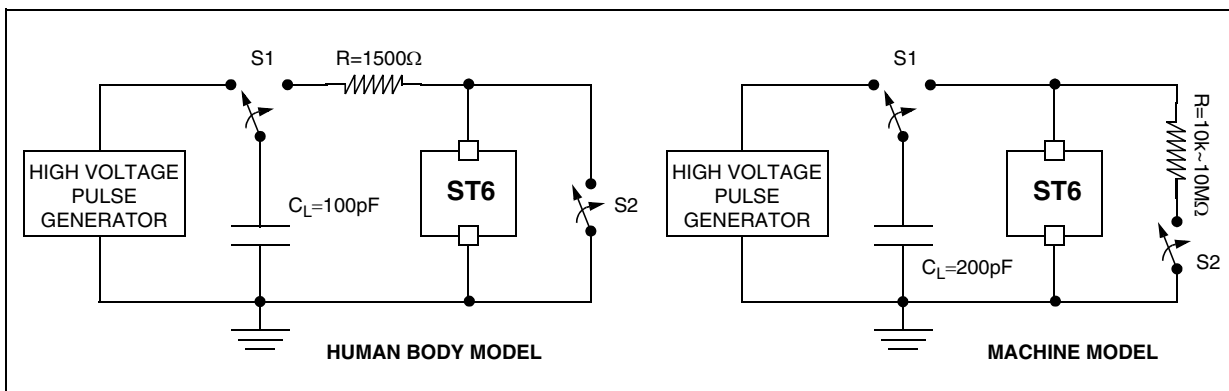 S1
R=1500Ω
HIGH VOLTAGE
PULSE
GENERATOR
ST6
S2
C_L=100pF
HUMAN BODY MODEL
S1
R=10k~10MΩ
HIGH VOLTAGE
PULSE
GENERATOR
ST6
S2
C_L=200pF
MACHINE MODEL